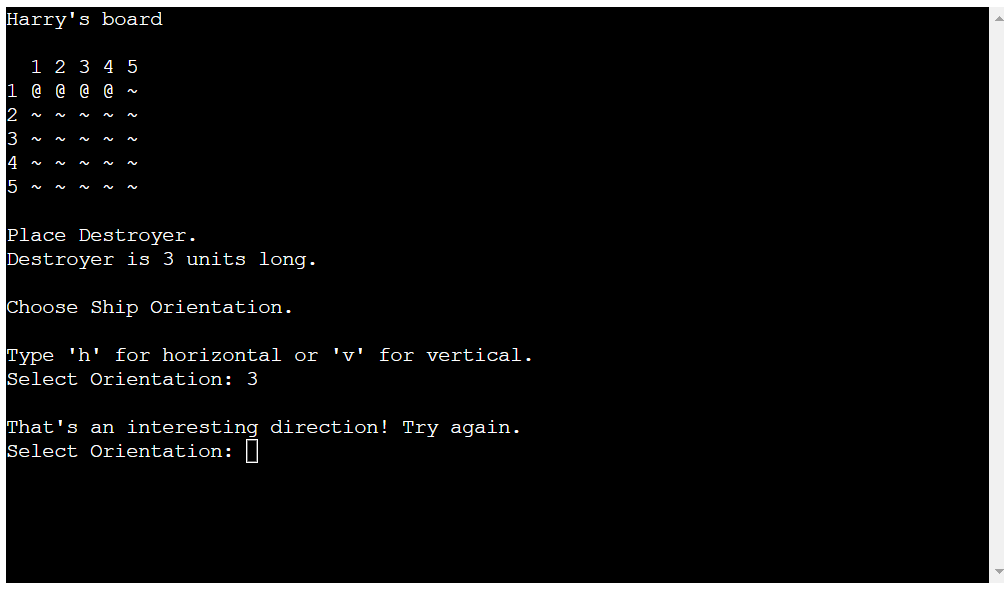 Harry's board
1 2 3 4 5
1 @ @ @ @ ~
2 ~ ~ ~ ~ ~
3 ~ ~ ~ ~ ~
4 ~ ~ ~ ~ ~
5 ~ ~ ~ ~ ~
Place Destroyer.
Destroyer is 3 units long.
Choose Ship Orientation.
Type 'h' for horizontal or 'v' for vertical.
Select Orientation: 3
That's an interesting direction! Try again.
Select Orientation: